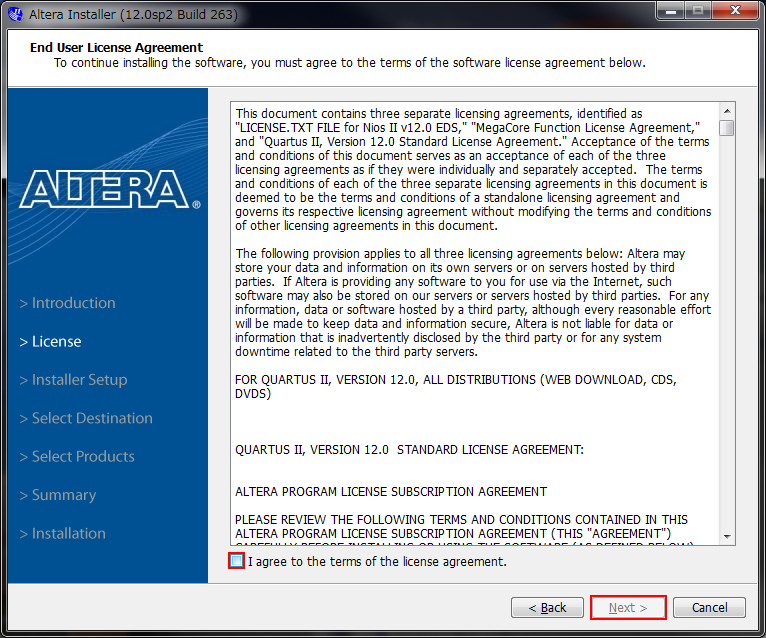 Altera Installer (12.0sp2 Build 263)
End User License Agreement
To continue installing the software, you must agree to the terms of the software license agreement below.
ALTERA®
> Introduction
> License
> Installer Setup
> Select Destination
> Select Products
> Summary
> Installation
This document contains three separate licensing agreements, identified as
"LICENSE.TXT FILE for Nios II v12.0 EDS," "MegaCore Function License Agreement,"
and "Quartus II, Version 12.0 Standard License Agreement." Acceptance of the terms
and conditions of this document serves as an acceptance of each of the three
licensing agreements as if they were individually and separately accepted.  The terms
and conditions of each of the three separate licensing agreements in this document is
deemed to be the terms and conditions of a standalone licensing agreement and
governs its respective licensing agreement without modifying the terms and conditions
of other licensing agreements in this document.
The following provision applies to all three licensing agreements below: Altera may
store your data and information on its own servers or on servers hosted by third
parties.  If Altera is providing any software to you for use via the Internet, such
software may also be stored on our servers or servers hosted by third parties.  For any
information, data or software hosted by a third party, although every reasonable effort
will be made to keep data and information secure, Altera is not liable for data or
information that is inadvertently disclosed by the third party or for any system
downtime related to the third party servers.
FOR QUARTUS II, VERSION 12.0, ALL DISTRIBUTIONS (WEB DOWNLOAD, CDS,
DVDS)
QUARTUS II, VERSION 12.0  STANDARD LICENSE AGREEMENT:
ALTERA PROGRAM LICENSE SUBSCRIPTION AGREEMENT
PLEASE REVIEW THE FOLLOWING TERMS AND CONDITIONS CONTAINED IN THIS
ALTERA PROGRAM LICENSE SUBSCRIPTION AGREEMENT (THIS "AGREEMENT")
CAREFULLY BEFORE INSTALLING OR USING THE SOFTWARE (AS DEFINED BELOW)
I agree to the terms of the license agreement.
< Back
Next >
Cancel